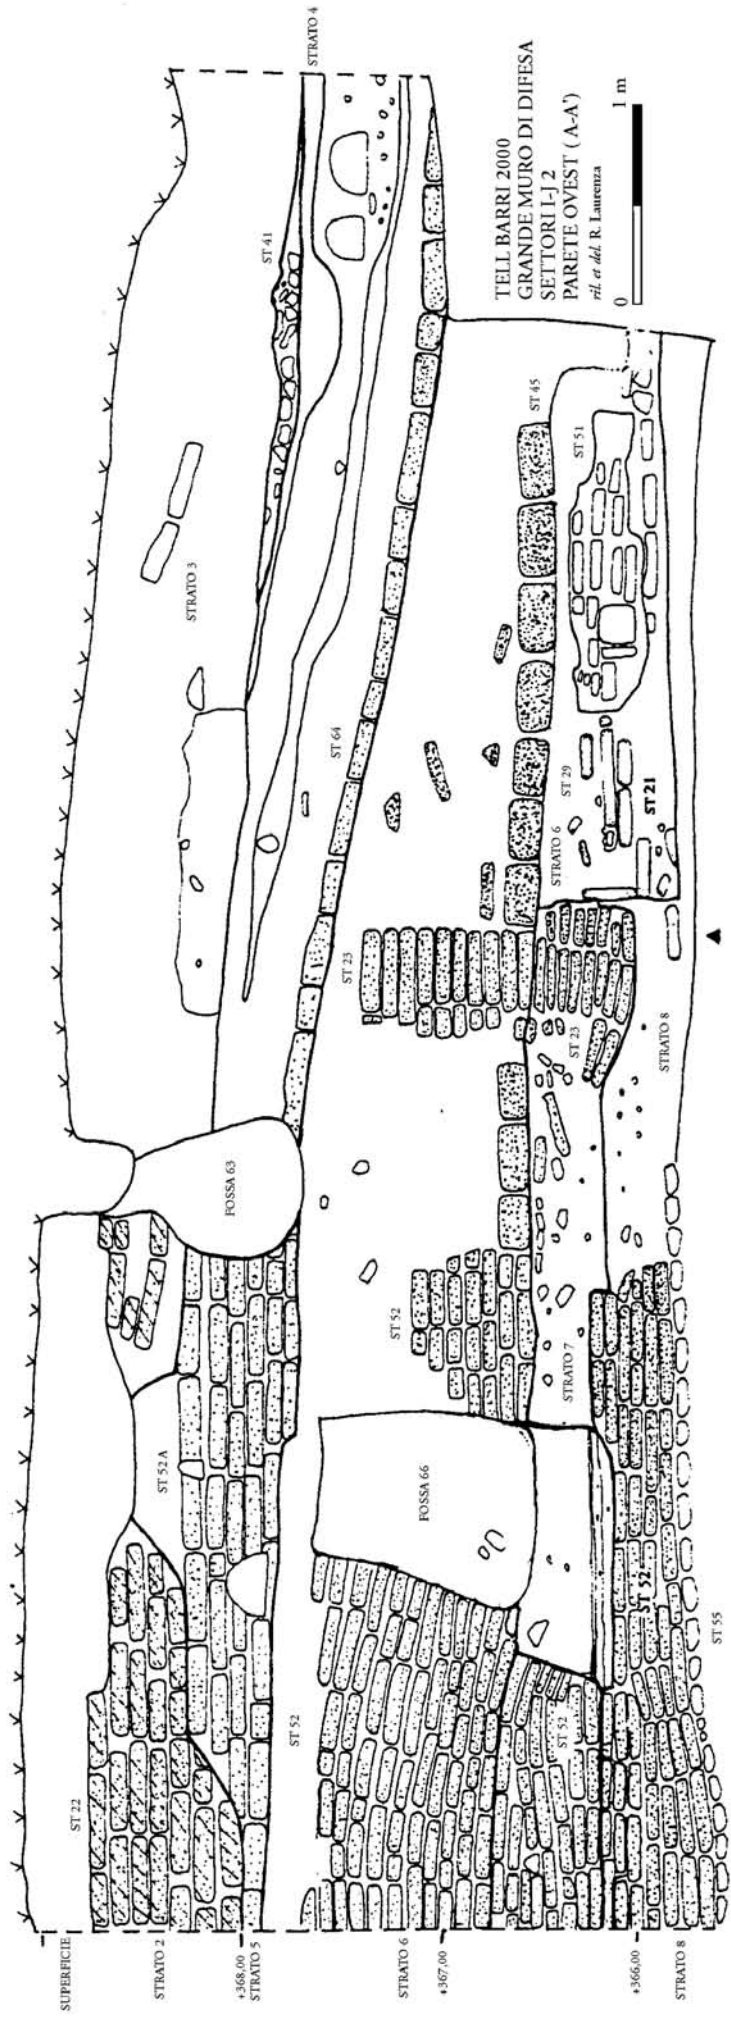 TELL BARRI 2000
GRANDE MURO DI DIFESA
SETTORI I-J 2
PARETE OVEST ( A-A')
ril. et del. R. Laurenza
0 1 m
SUPERFICIE
STRATO 2
+368,00
STRATO 5
STRATO 6
+367,00
+366,00
STRATO 8
ST 22
ST 52 A
FOSSA 63
STRATO 3
ST 41
STRATO 4
ST 52
ST 64
FOSSA 66
ST 52
ST 23
ST 45
ST 52
STRATO 7
ST 23
STRATO 6
ST 29
ST 51
ST 52
STRATO 8
ST 21
ST 55